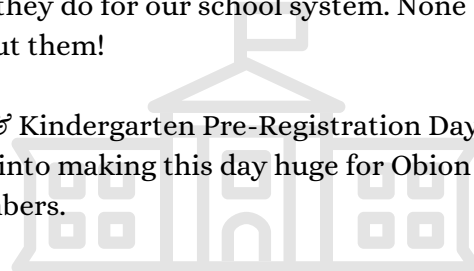 they do for our school system. None
ut them!
& Kindergarten Pre-Registration Day
into making this day huge for Obion
bers.